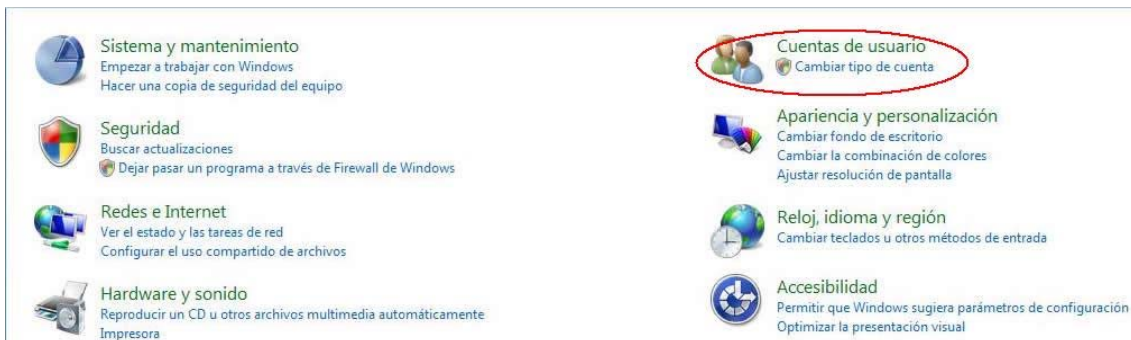 Sistema y mantenimiento
Empezar a trabajar con Windows
Hacer una copia de seguridad del equipo
Seguridad
Buscar actualizaciones
Dejar pasar un programa a través de Firewall de Windows
Redes e Internet
Ver el estado y las tareas de red
Configurar el uso compartido de archivos
Hardware y sonido
Reproducir un CD u otros archivos multimedia automáticamente
Impresora
Cuentas de usuario
Cambiar tipo de cuenta
Apariencia y personalización
Cambiar fondo de escritorio
Cambiar la combinación de colores
Ajustar resolución de pantalla
Reloj, idioma y región
Cambiar teclados u otros métodos de entrada
Accesibilidad
Permitir que Windows sugiera parámetros de configuración
Optimizar la presentación visual